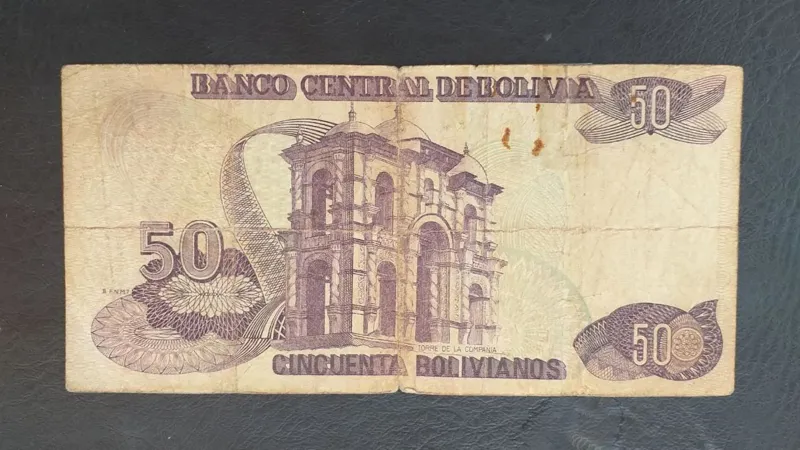 BANCO CENTRAL DE BOLIVIA
50
50
TORRE DE LA COMPAÑIA
50
CINCUENTA BOLIVIANOS